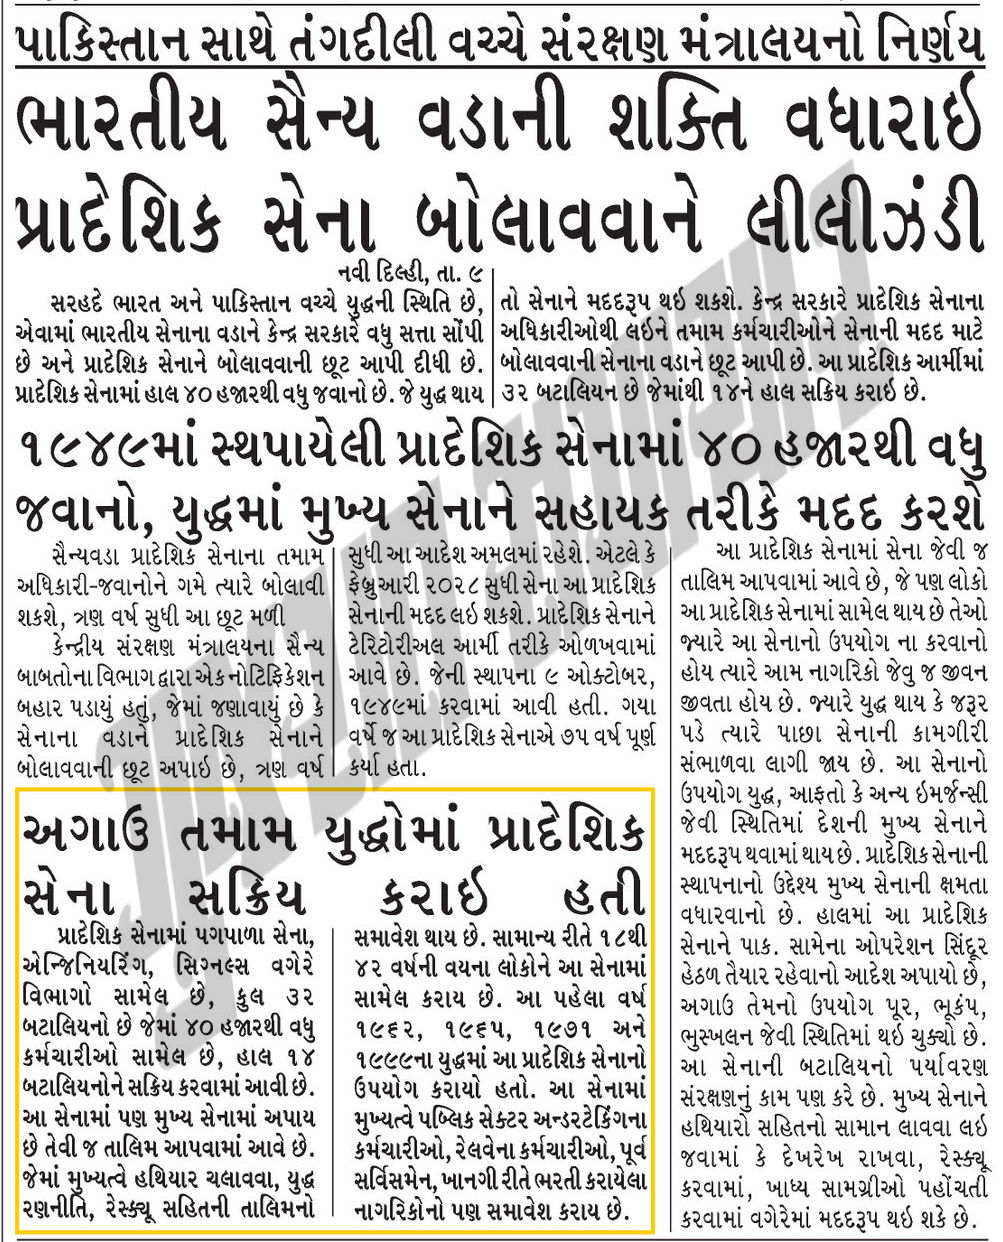 પાકિસ્તાન સાથે તંગદીલી વચ્ચે સંરક્ષણ મંત્રાલયનો નિર્ણય
ભારતીય સૈન્ય વડાની શક્તિ વધારાઇ
પ્રાદેશિક સેના બોલાવવાને લીલીઝંડી
નવી દિલ્હી, તા. ૯
સરહદે ભારત અને પાકિસ્તાન વચ્ચે યુદ્ધની સ્થિતિ છે,
એવામાં ભારતીય સેનાના વડાને કેન્દ્ર સરકારે વધુ સત્તા સોંપી
છે અને પ્રાદેશિક સેનાને બોલાવવાની છૂટ આપી દીધી છે.
પ્રાદેશિક સેનામાં હાલ ૪૦ હજારથી વધુ જવાનો છે. જે યુદ્ધ થાય
તો સેનાને મદદરૂપ થઇ શકશે. કેન્દ્ર સરકારે પ્રાદેશિક સેનાના
અધિકારીઓથી લઇને તમામ કર્મચારીઓને સેનાની મદદ માટે
બોલાવવાની સેનાના વડાને છૂટ આપી છે. આ પ્રાદેશિક આર્મીમાં
૩૨ બટાલિયન છે જેમાંથી ૧૪ને હાલ સક્રિય કરાઇ છે.
૧૯૪૯માં સ્થપાયેલી પ્રાદેશિક સેનામાં ૪૦ હજારથી વધુ
જવાનો, યુદ્ધમાં મુખ્ય સેનાને સહાયક તરીકે મદદ કરશે
સૈન્યવડા પ્રાદેશિક સેનાના તમામ
અધિકારી-જવાનોને ગમે ત્યારે બોલાવી
શકશે, ત્રણ વર્ષ સુધી આ છૂટ મળી
કેન્દ્રીય સંરક્ષણ મંત્રાલયના સૈન્ય
બાબતોના વિભાગ દ્વારા એક નોટિફિકેશન
બહાર પડાયું હતું, જેમાં જણાવાયું છે કે
સેનાના વડાને પ્રાદેશિક સેનાને
બોલાવવાની છૂટ અપાઇ છે, ત્રણ વર્ષ
સુધી આ આદેશ અમલમાં રહેશે. એટલે કે
ફેબ્રુઆરી ૨૦૨૮ સુધી સેના આ પ્રાદેશિક
સેનાની મદદ લઇ શકશે. પ્રાદેશિક સેનાને
ટેરિટોરીઅલ આર્મી તરીકે ઓળખવામાં
આવે છે. જેની સ્થાપના ૯ ઓક્ટોબર,
૧૯૪૯માં કરવામાં આવી હતી. ગયા
વર્ષે જ આ પ્રાદેશિક સેનાએ ૭૫ વર્ષ પૂર્ણ
કર્યા હતા.
આ પ્રાદેશિક સેનામાં સેના જેવી જ
તાલિમ આપવામાં આવે છે, જે પણ લોકો
આ પ્રાદેશિક સેનામાં સામેલ થાય છે તેઓ
જ્યારે આ સેનાનો ઉપયોગ ના કરવાનો
હોય ત્યારે આમ નાગરિકો જેવુ જ જીવન
જીવતા હોય છે. જ્યારે યુદ્ધ થાય કે જરૂર
પડે ત્યારે પાછા સેનાની કામગીરી
સંભાળવા લાગી જાય છે. આ સેનાનો
ઉપયોગ યુદ્ધ, આફતો કે અન્ય ઇમર્જન્સી
જેવી સ્થિતિમાં દેશની મુખ્ય સેનાને
મદદરૂપ થવામાં થાય છે. પ્રાદેશિક સેનાની
સ્થાપનાનો ઉદ્દેશ્ય મુખ્ય સેનાની ક્ષમતા
વધારવાનો છે. હાલમાં આ પ્રાદેશિક
સેનાને પાક. સામેના ઓપરેશન સિંદૂર
હેઠળ તૈયાર રહેવાનો આદેશ અપાયો છે,
અગાઉ તેમનો ઉપયોગ પૂર, ભૂકંપ,
ભુસ્ખલન જેવી સ્થિતિમાં થઇ ચુક્યો છે.
આ સેનાની બટાલિયનો પર્યાવરણ
સંરક્ષણનું કામ પણ કરે છે. મુખ્ય સેનાને
હથિયારો સહિતનો સામાન લાવવા લઇ
જવામાં કે દેખરેખ રાખવા, રેસ્ક્યૂ
કરવામાં, ખાધ્ય સામગ્રીઓ પહોંચતી
કરવામાં વગેરેમાં મદદરૂપ થઇ શકે છે.
અગાઉ તમામ યુદ્ધોમાં પ્રાદેશિક
સેના સક્રિય કરાઇ હતી
પ્રાદેશિક સેનામાં પગપાળા સેના,
એન્જિનિયરિંગ, સિગ્નલ્સ વગેરે
વિભાગો સામેલ છે, કુલ ૩૨
બટાલિયનો છે જેમાં ૪૦ હજારથી વધુ
કર્મચારીઓ સામેલ છે, હાલ ૧૪
બટાલિયનોને સક્રિય કરવામાં આવી છે.
આ સેનામાં પણ મુખ્ય સેનામાં અપાય
છે તેવી જ તાલિમ આપવામાં આવે છે.
જેમાં મુખ્યત્વે હથિયાર ચલાવવા, યુદ્ધ
રણનીતિ, રેસ્ક્યૂ સહિતની તાલિમનો
સમાવેશ થાય છે. સામાન્ય રીતે ૧૮થી
૪૨ વર્ષની વયના લોકોને આ સેનામાં
સામેલ કરાય છે. આ પહેલા વર્ષ
૧૯૬૨, ૧૯૬૫, ૧૯૭૧ અને
૧૯૯૯ના યુદ્ધમાં આ પ્રાદેશિક સેનાનો
ઉપયોગ કરાયો હતો. આ સેનામાં
મુખ્યત્વે પબ્લિક સેક્ટર અન્ડરટેકિંગના
કર્મચારીઓ, રેલવેના કર્મચારીઓ, પૂર્વ
સર્વિસમેન, ખાનગી રીતે ભરતી કરાયેલા
નાગરિકોનો પણ સમાવેશ કરાય છે.